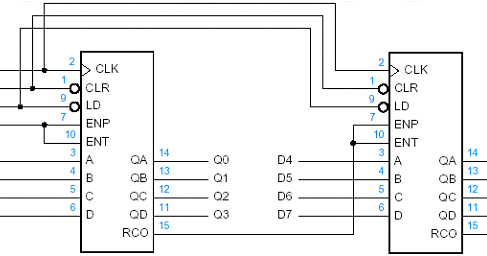 2 CLK
1 CLR
9 LD
7 ENP
10 ENT
3 A QA 14 Q0
4 B QB 13 Q1
5 C QC 12 Q2
6 D QD 11 Q3
RCO 15
2 CLK
1 CLR
9 LD
7 ENP
10 ENT
D4 3 A QA 14
D5 4 B QB 13
D6 5 C QC 12
D7 6 D QD 11
RCO 15